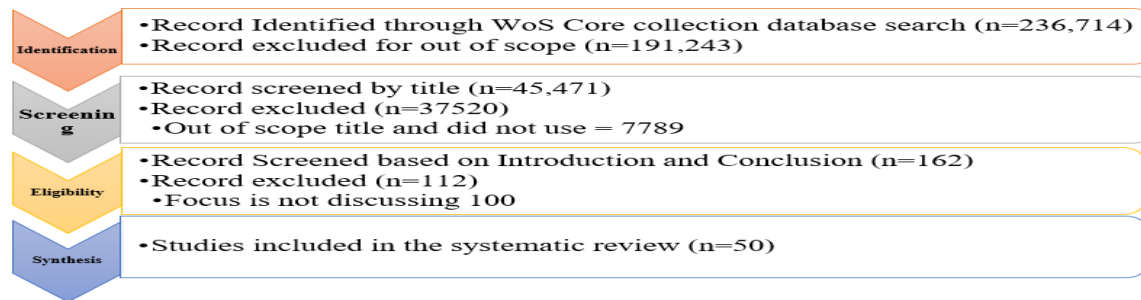 Identification
•Record Identified through WoS Core collection database search (n=236,714)
•Record excluded for out of scope (n=191,243)
Screenin
g
•Record screened by title (n=45,471)
•Record excluded (n=37520)
•Out of scope title and did not use = 7789
Eligibility
•Record Screened based on Introduction and Conclusion (n=162)
•Record excluded (n=112)
•Focus is not discussing 100
Synthesis
•Studies included in the systematic review (n=50)